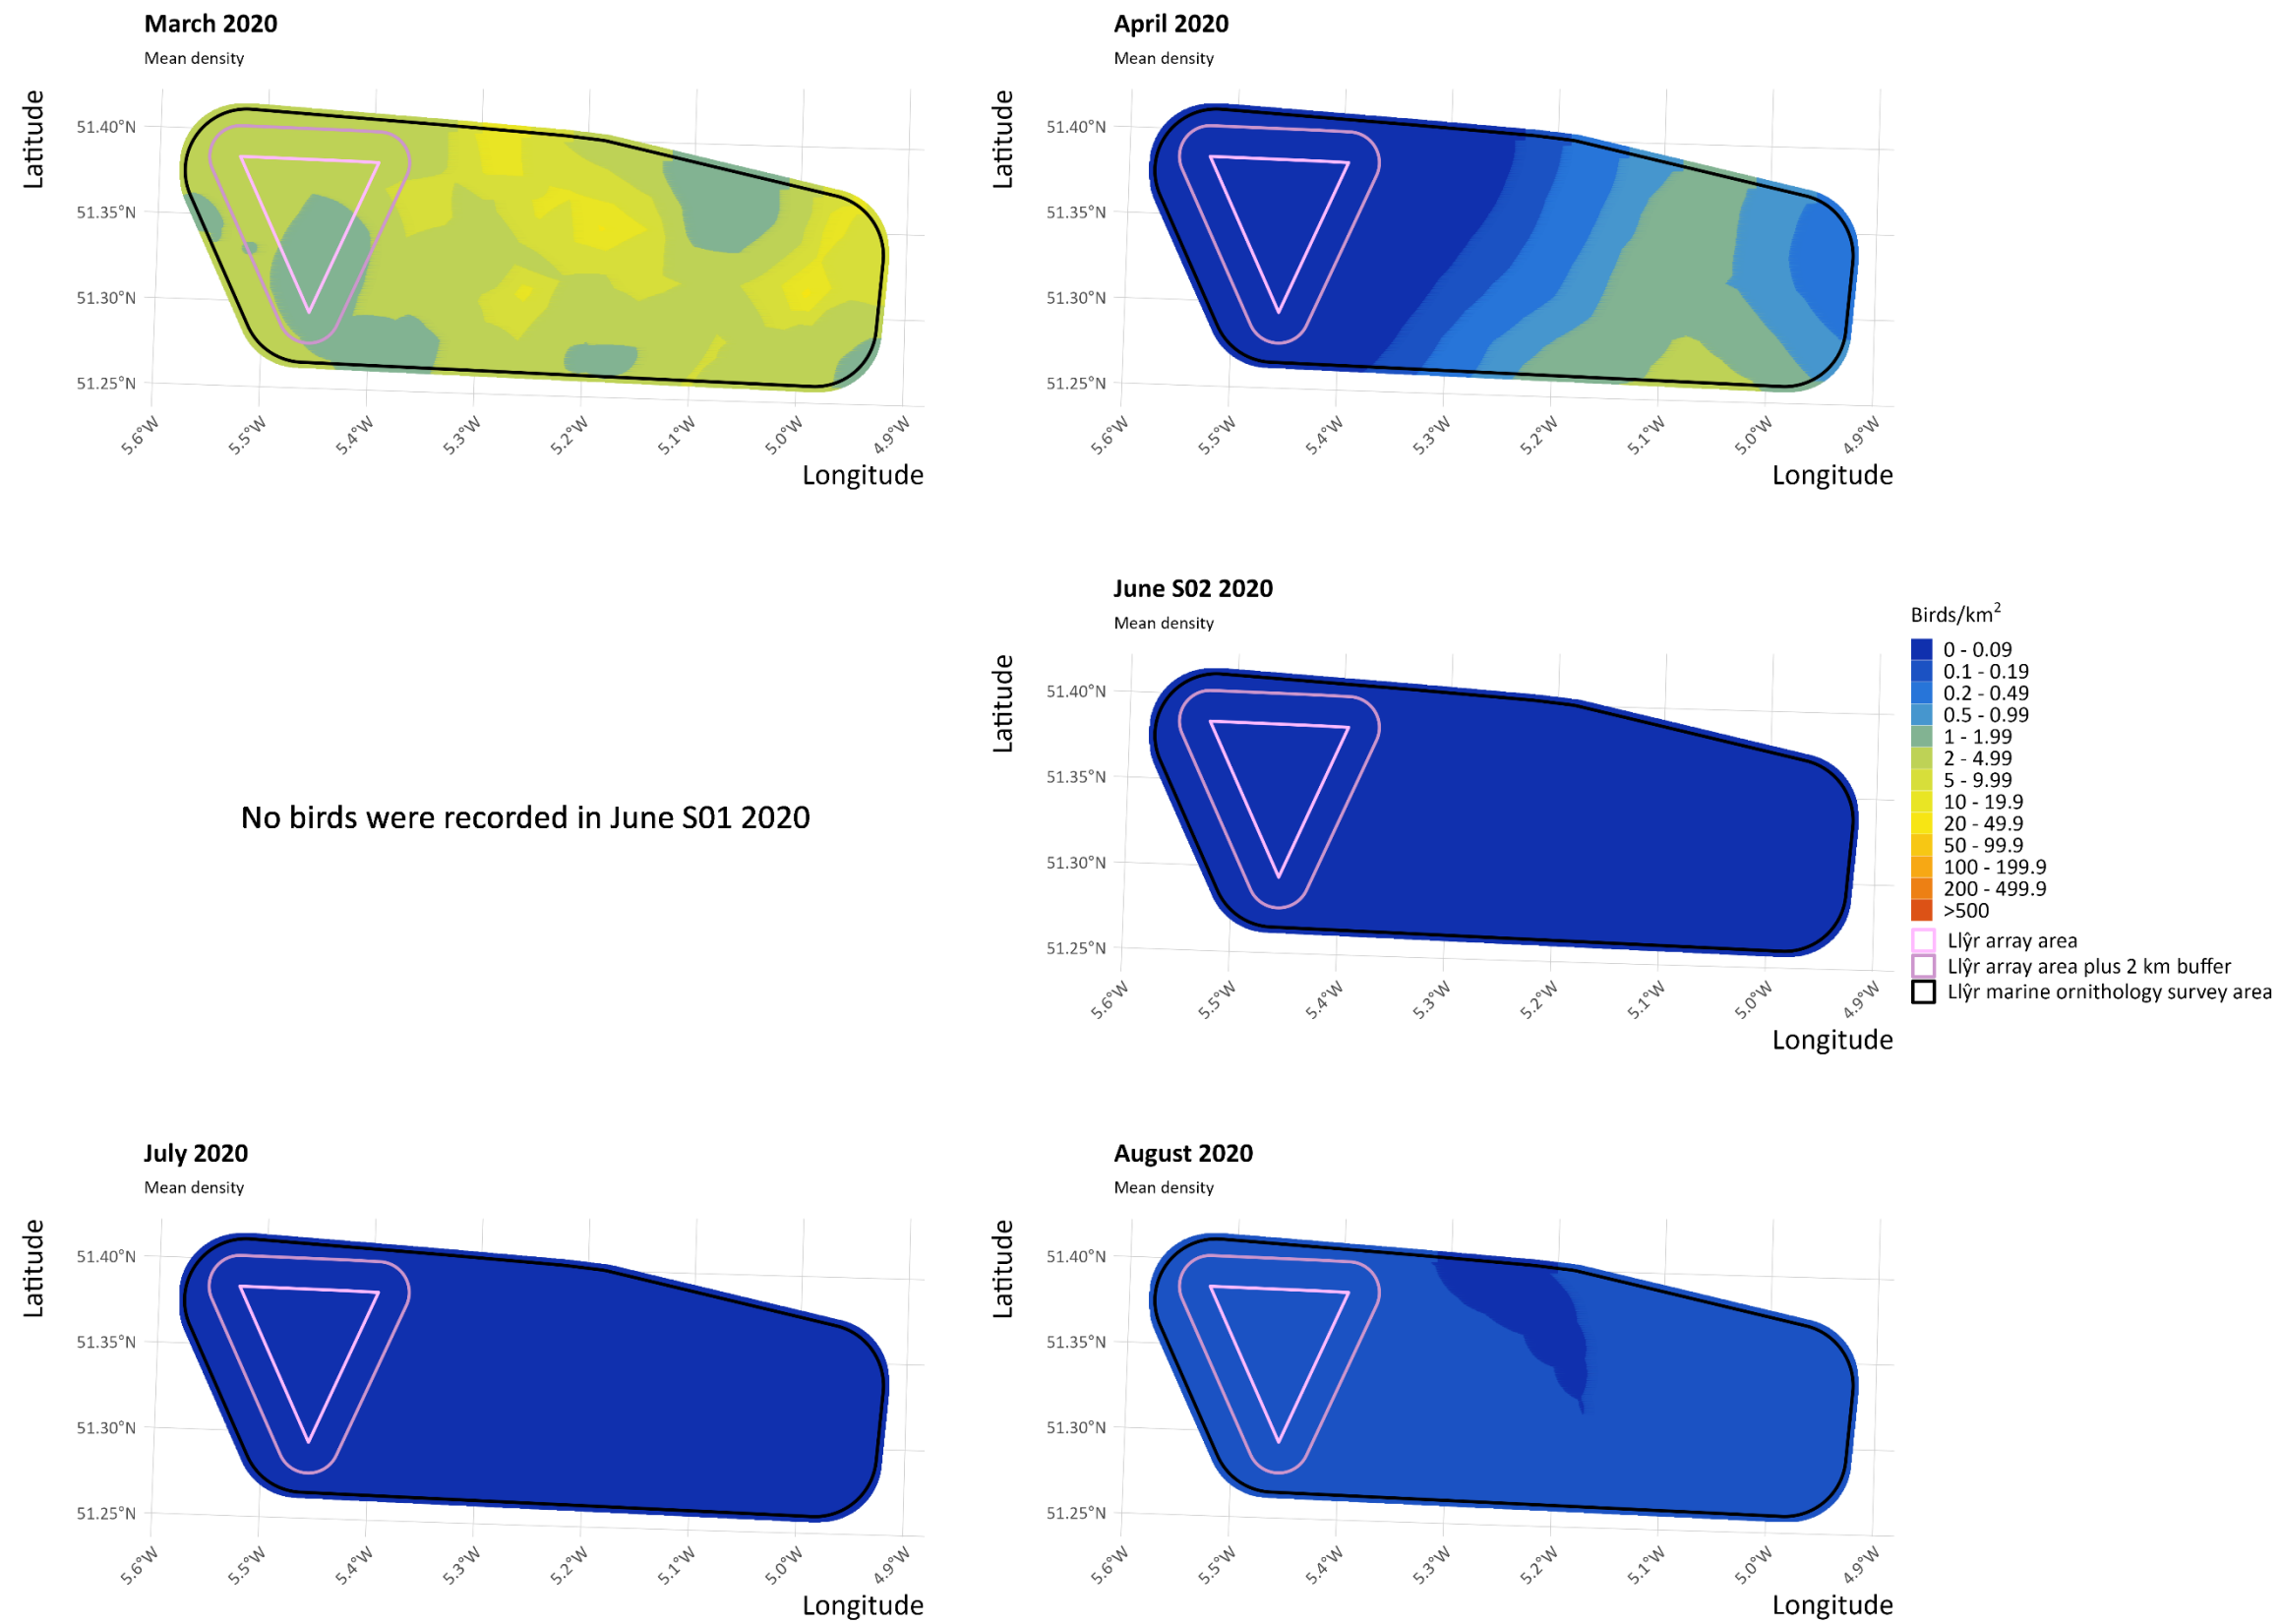 March 2020
Mean density
Latitude
51.40°N
51.35°N
51.30°N
51.25°N
5.6°W
5.5°W
5.4°W
5.3°W
5.2°W
5.1°W
5.0°W
4.9°W
Longitude
April 2020
Mean density
Latitude
51.40°N
51.35°N
51.30°N
51.25°N
5.6°W
5.5°W
5.4°W
5.3°W
5.2°W
5.1°W
5.0°W
4.9°W
Longitude
No birds were recorded in June S01 2020
June S02 2020
Mean density
Latitude
51.40°N
51.35°N
51.30°N
51.25°N
5.6°W
5.5°W
5.4°W
5.3°W
5.2°W
5.1°W
5.0°W
4.9°W
Longitude
Birds/km²
0 - 0.09
0.1 - 0.19
0.2 - 0.49
0.5 - 0.99
1 - 1.99
2 - 4.99
5 - 9.99
10 - 19.9
20 - 49.9
50 - 99.9
100 - 199.9
200 - 499.9
>500
Llŷr array area
Llŷr array area plus 2 km buffer
Llŷr marine ornithology survey area
July 2020
Mean density
Latitude
51.40°N
51.35°N
51.30°N
51.25°N
5.6°W
5.5°W
5.4°W
5.3°W
5.2°W
5.1°W
5.0°W
4.9°W
Longitude
August 2020
Mean density
Latitude
51.40°N
51.35°N
51.30°N
51.25°N
5.6°W
5.5°W
5.4°W
5.3°W
5.2°W
5.1°W
5.0°W
4.9°W
Longitude